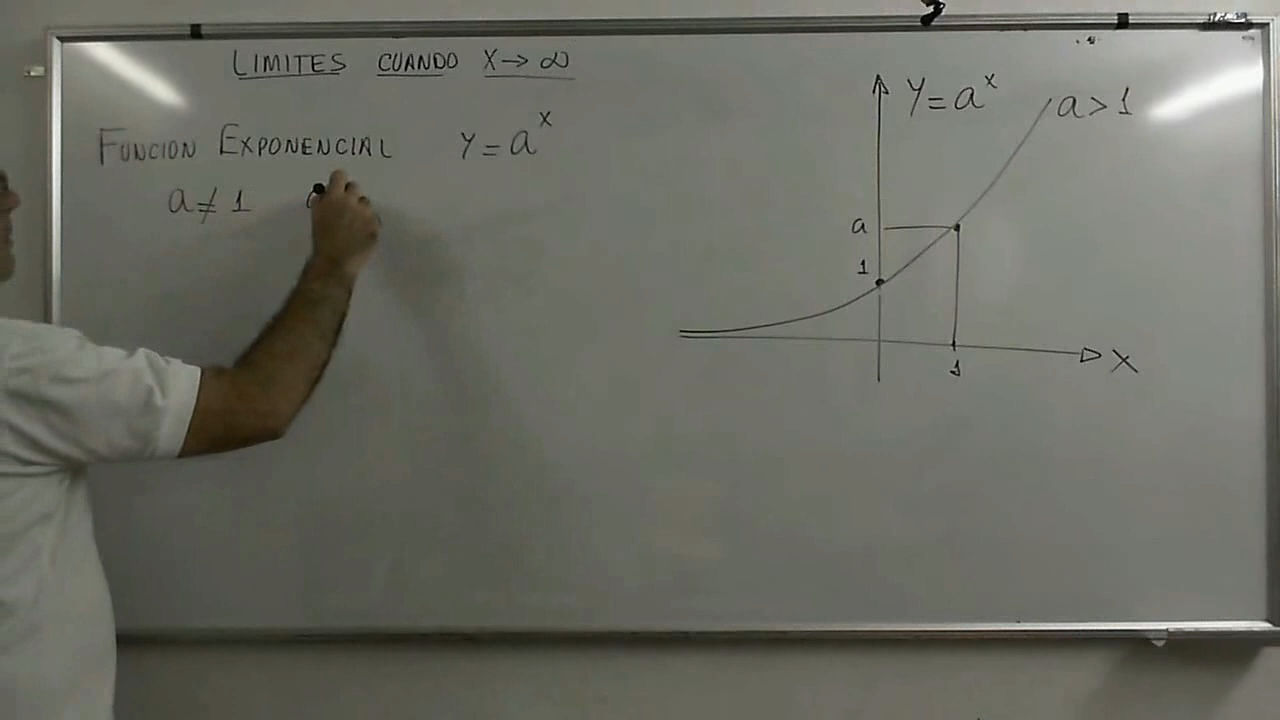 LIMITES CUANDO X→∞
FUNCION EXPONENCIAL Y=a^x
a≠1
Y=a^x
a>1
a
1
1
X